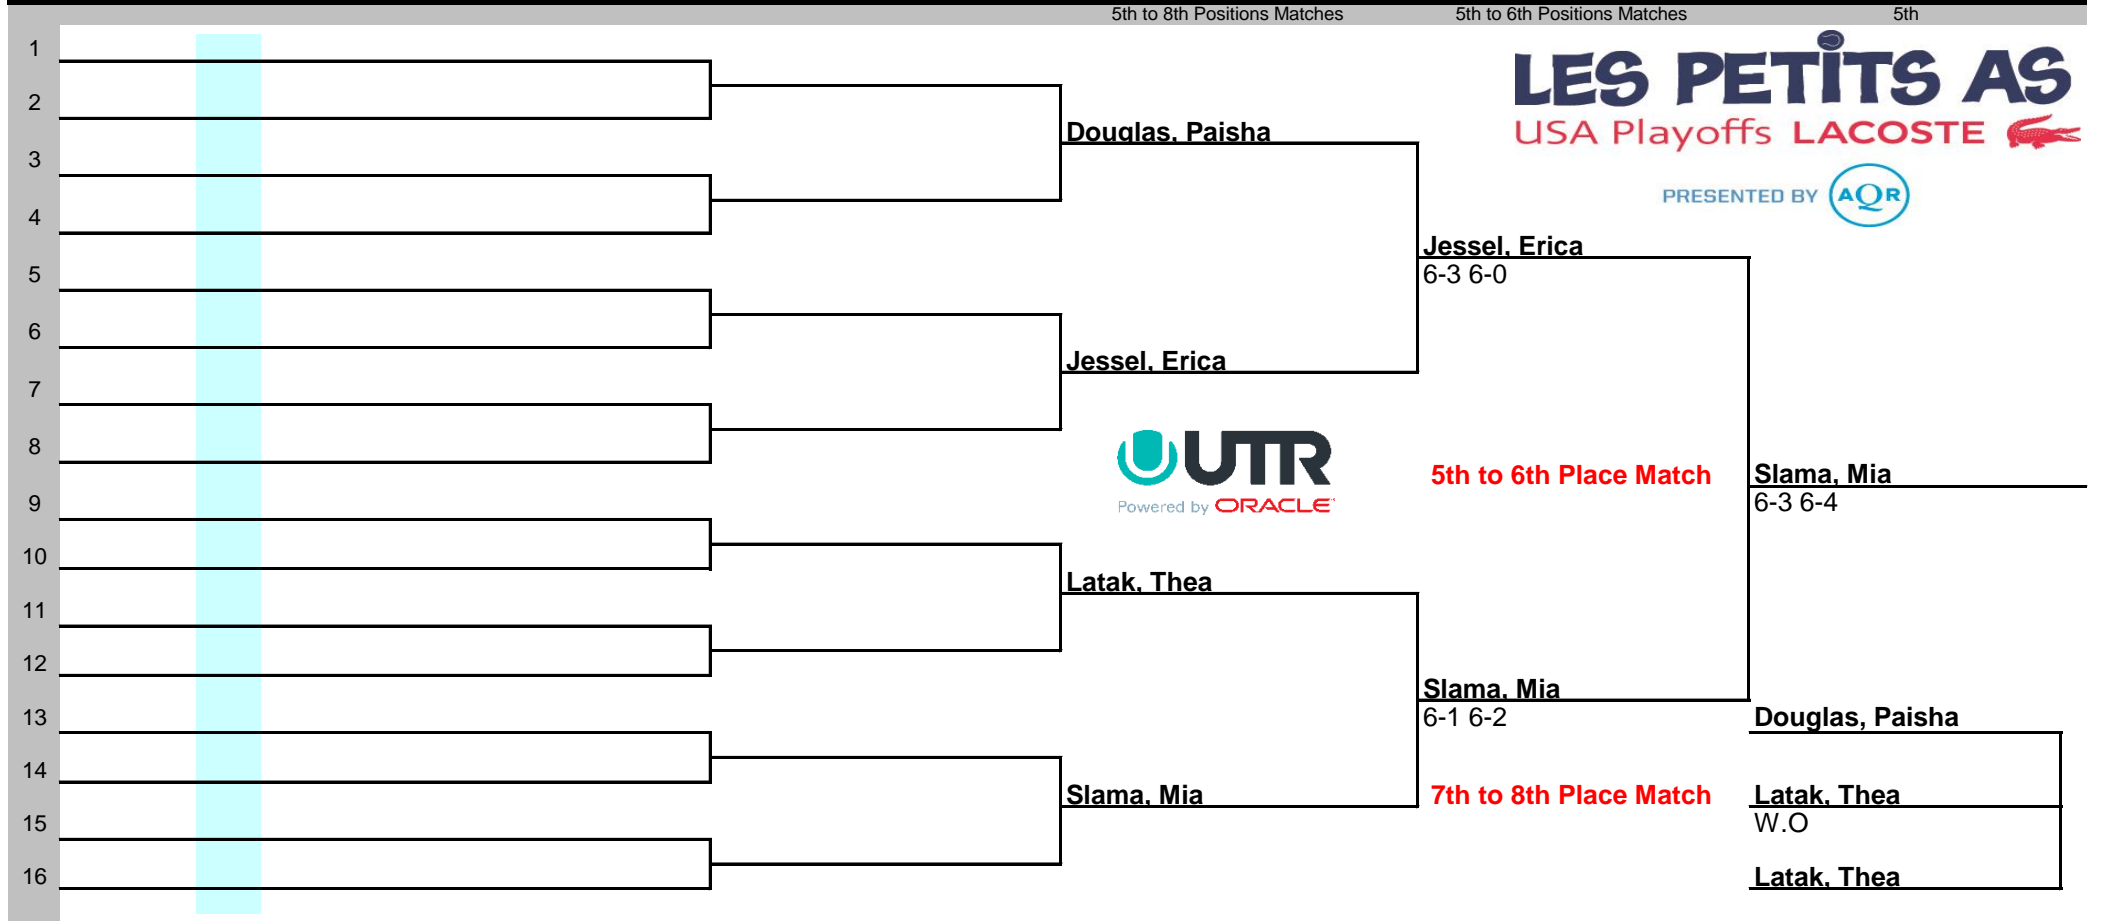 5th to 8th Positions Matches 5th to 6th Positions Matches 5th
1
LES PETITS AS
2
Douglas, Paisha
USA Playoffs LACOSTE
3
PRESENTED BY AQR
4
Jessel, Erica
5
6-3 6-0
6
Jessel, Erica
7
8
UUTR
5th to 6th Place Match
Slama, Mia
9
Powered by ORACLE
6-3 6-4
10
Latak, Thea
11
12
Slama, Mia
13
6-1 6-2
Douglas, Paisha
14
Slama, Mia
7th to 8th Place Match
Latak, Thea
15
W.O
16
Latak, Thea